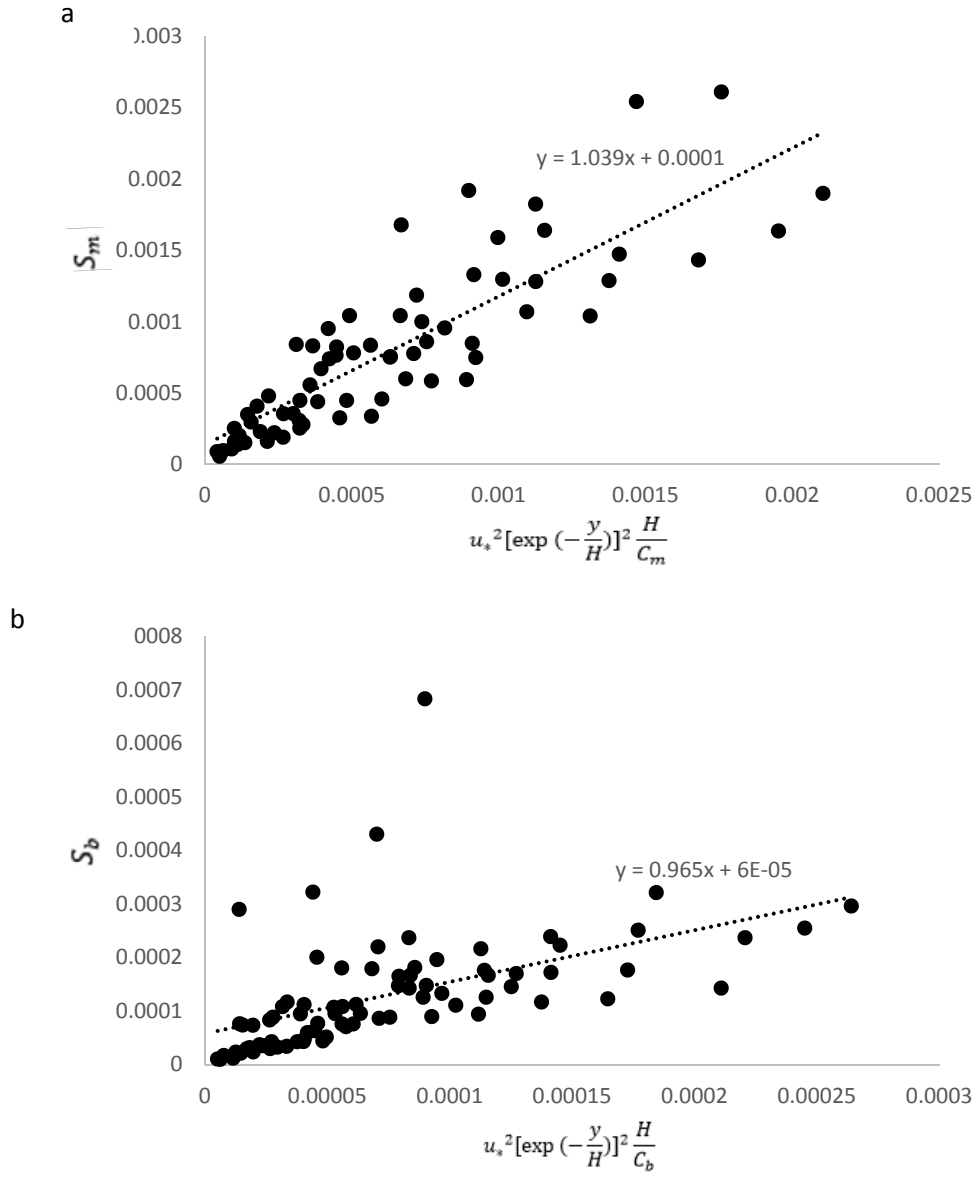 a
0.003
0.0025
0.002
0.0015
0.001
0.0005
0
S_m
y = 1.039x + 0.0001
0 0.0005 0.001 0.0015 0.002 0.0025
u_*^2[exp (-y/H)]^2 H/C_m
b
0008
0.0007
0.0006
0.0005
0.0004
0.0003
0.0002
0.0001
0
S_b
y = 0.965x + 6E-05
0 0.00005 0.0001 0.00015 0.0002 0.00025 0.0003
u_*^2[exp (-y/H)]^2 H/C_b